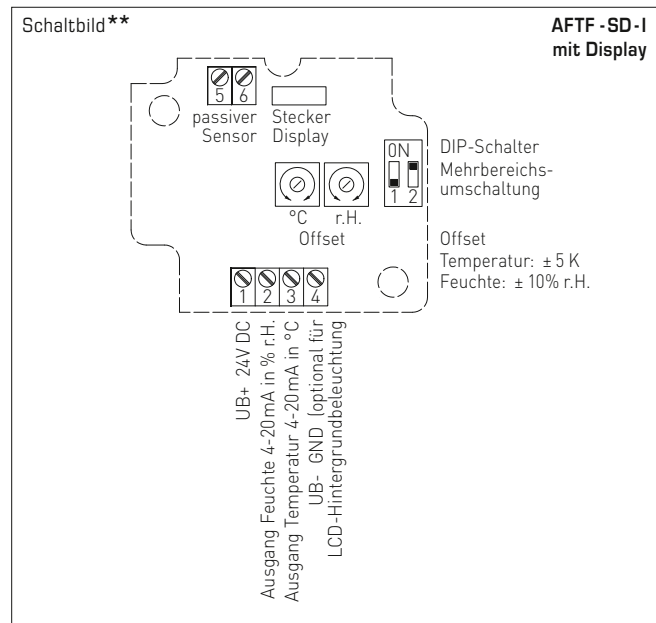 Schaltbild**
AFTF-SD-I
mit Display
5 6
passiver
Sensor
Stecker
Display
ON
1 2
DIP-Schalter
Mehrbereichs-
umschaltung
°C r.H.
Offset
Offset
Temperatur: ± 5 K
Feuchte: ± 10% r.H.
1 2 3 4
UB+ 24V DC
Ausgang Feuchte 4-20mA in % r.H.
Ausgang Temperatur 4-20mA in °C
UB- GND (optional für
LCD-Hintergrundbeleuchtung